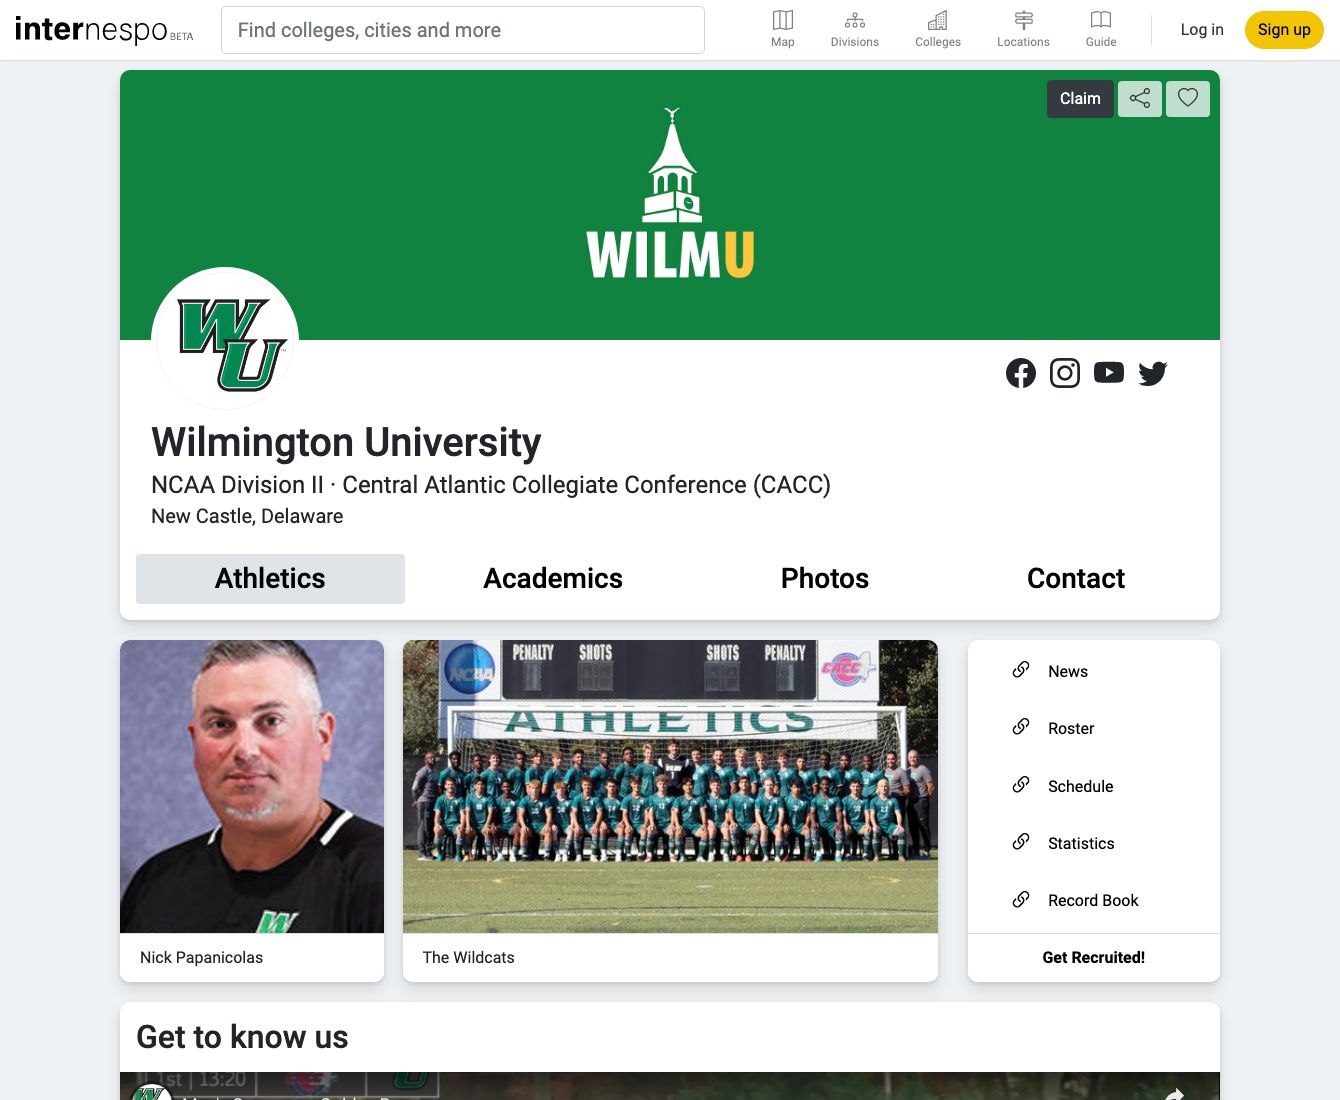 internespo BETA
Find colleges, cities and more
Map
Divisions
Colleges
Locations
Guide
Log in
Sign up
Claim
WILMU
WU
Wilmington University
NCAA Division II · Central Atlantic Collegiate Conference (CACC)
New Castle, Delaware
Athletics
Academics
Photos
Contact
PENALTY SHOTS SHOTS PENALTY
NCAA
CACC
ATHLETICS
News
Roster
Schedule
Statistics
Record Book
Nick Papanicolas
The Wildcats
Get Recruited!
Get to know us
1st | 13:20